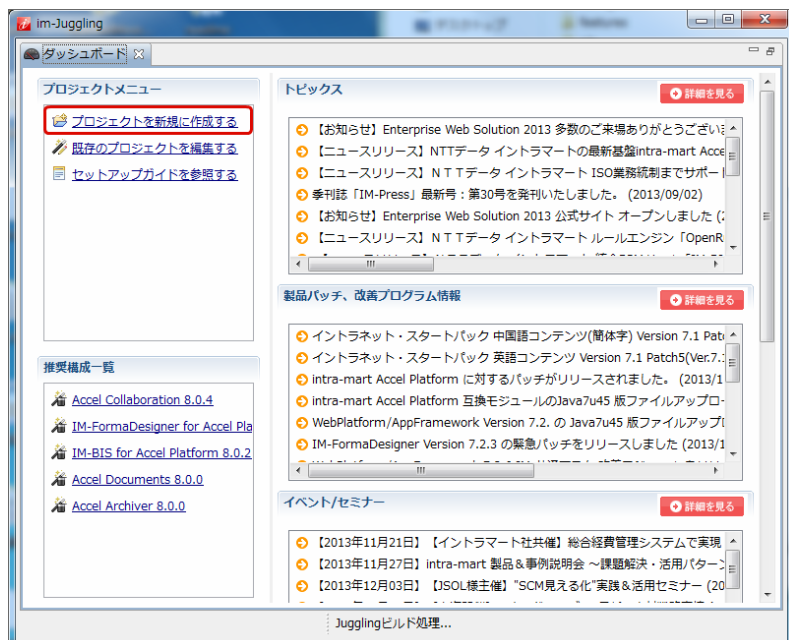 im-Juggling
ダッシュボード
プロジェクトメニュー
プロジェクトを新規に作成する
既存のプロジェクトを編集する
セットアップガイドを参照する
推奨構成一覧
Accel Collaboration 8.0.4
IM-FormaDesigner for Accel Pla
IM-BIS for Accel Platform 8.0.2
Accel Documents 8.0.0
Accel Archiver 8.0.0
トピックス
詳細を見る
【お知らせ】Enterprise Web Solution 2013 多数のご来場ありがとうござい
【ニュースリリース】NTTデータ イントラマートの最新基盤intra-mart Acce
【ニュースリリース】ＮＴＴデータ イントラマート ISO業務統制までサポー
季刊誌「IM-Press」最新号：第30号を発刊いたしました。 (2013/09/02)
【お知らせ】Enterprise Web Solution 2013 公式サイト オープンしました (
【ニュースリリース】ＮＴＴデータ イントラマート ルールエンジン「OpenR
製品パッチ、改善プログラム情報
詳細を見る
イントラネット・スタートパック 中国語コンテンツ(簡体字) Version 7.1 Pat
イントラネット・スタートパック 英語コンテンツ Version 7.1 Patch5(Ver.7.
intra-mart Accel Platform に対するパッチがリリースされました。 (2013/1
intra-mart Accel Platform 互換モジュールのJava7u45 版ファイルアップロ
WebPlatform/AppFramework Version 7.2. の Java7u45 版ファイルアップ
IM-FormaDesigner Version 7.2.3 の緊急パッチをリリースしました (2013/1
イベント/セミナー
詳細を見る
【2013年11月21日】【イントラマート社共催】総合経費管理システムで実現
【2013年11月27日】intra-mart 製品＆事例説明会 ～課題解決・活用パターン
【2013年12月03日】【JSOL様主催】"SCM見える化"実践＆活用セミナー (20
Jugglingビルド処理...